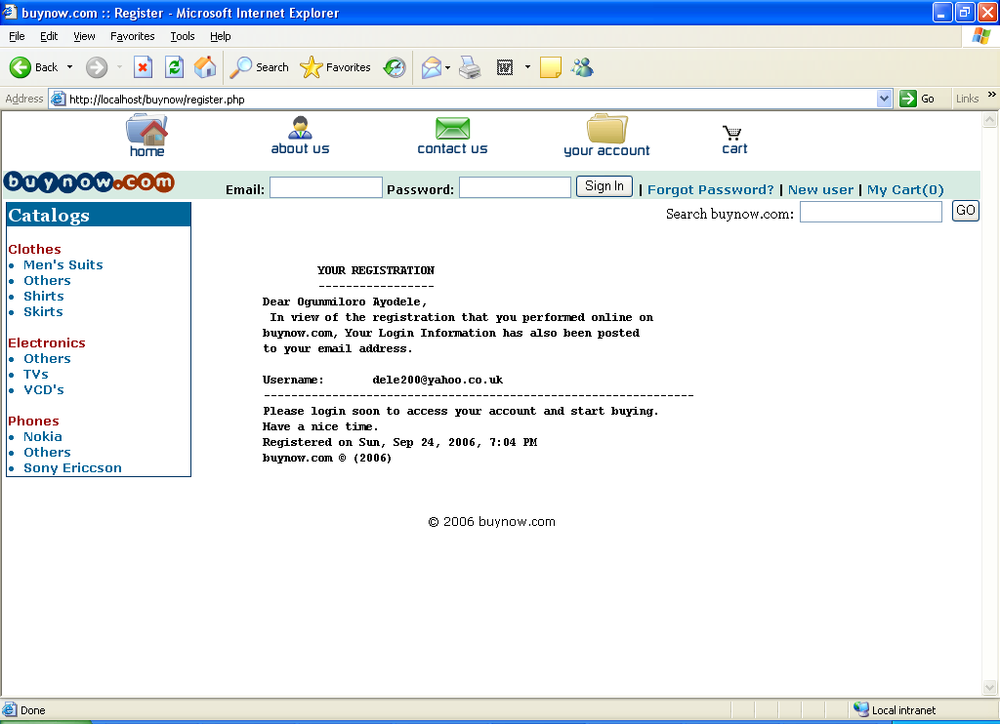 buynow.com :: Register - Microsoft Internet Explorer
File Edit View Favorites Tools Help
Back Search Favorites
Address http://localhost/buynow/register.php Go Links »
home about us contact us your account cart
buynow.com Email: Password: Sign In | Forgot Password? | New user | My Cart(0)
Search buynow.com: GO
Catalogs
Clothes
• Men's Suits
• Others
• Shirts
• Skirts
Electronics
• Others
• TVs
• VCD's
Phones
• Nokia
• Others
• Sony Ericcson
YOUR REGISTRATION
-----------------
Dear Ogunmiloro Ayodele,
In view of the registration that you performed online on
buynow.com, Your Login Information has also been posted
to your email address.
Username: dele200@yahoo.co.uk
---------------------------------------------------------------
Please login soon to access your account and start buying.
Have a nice time.
Registered on Sun, Sep 24, 2006, 7:04 PM
buynow.com © (2006)
© 2006 buynow.com
Done Local intranet